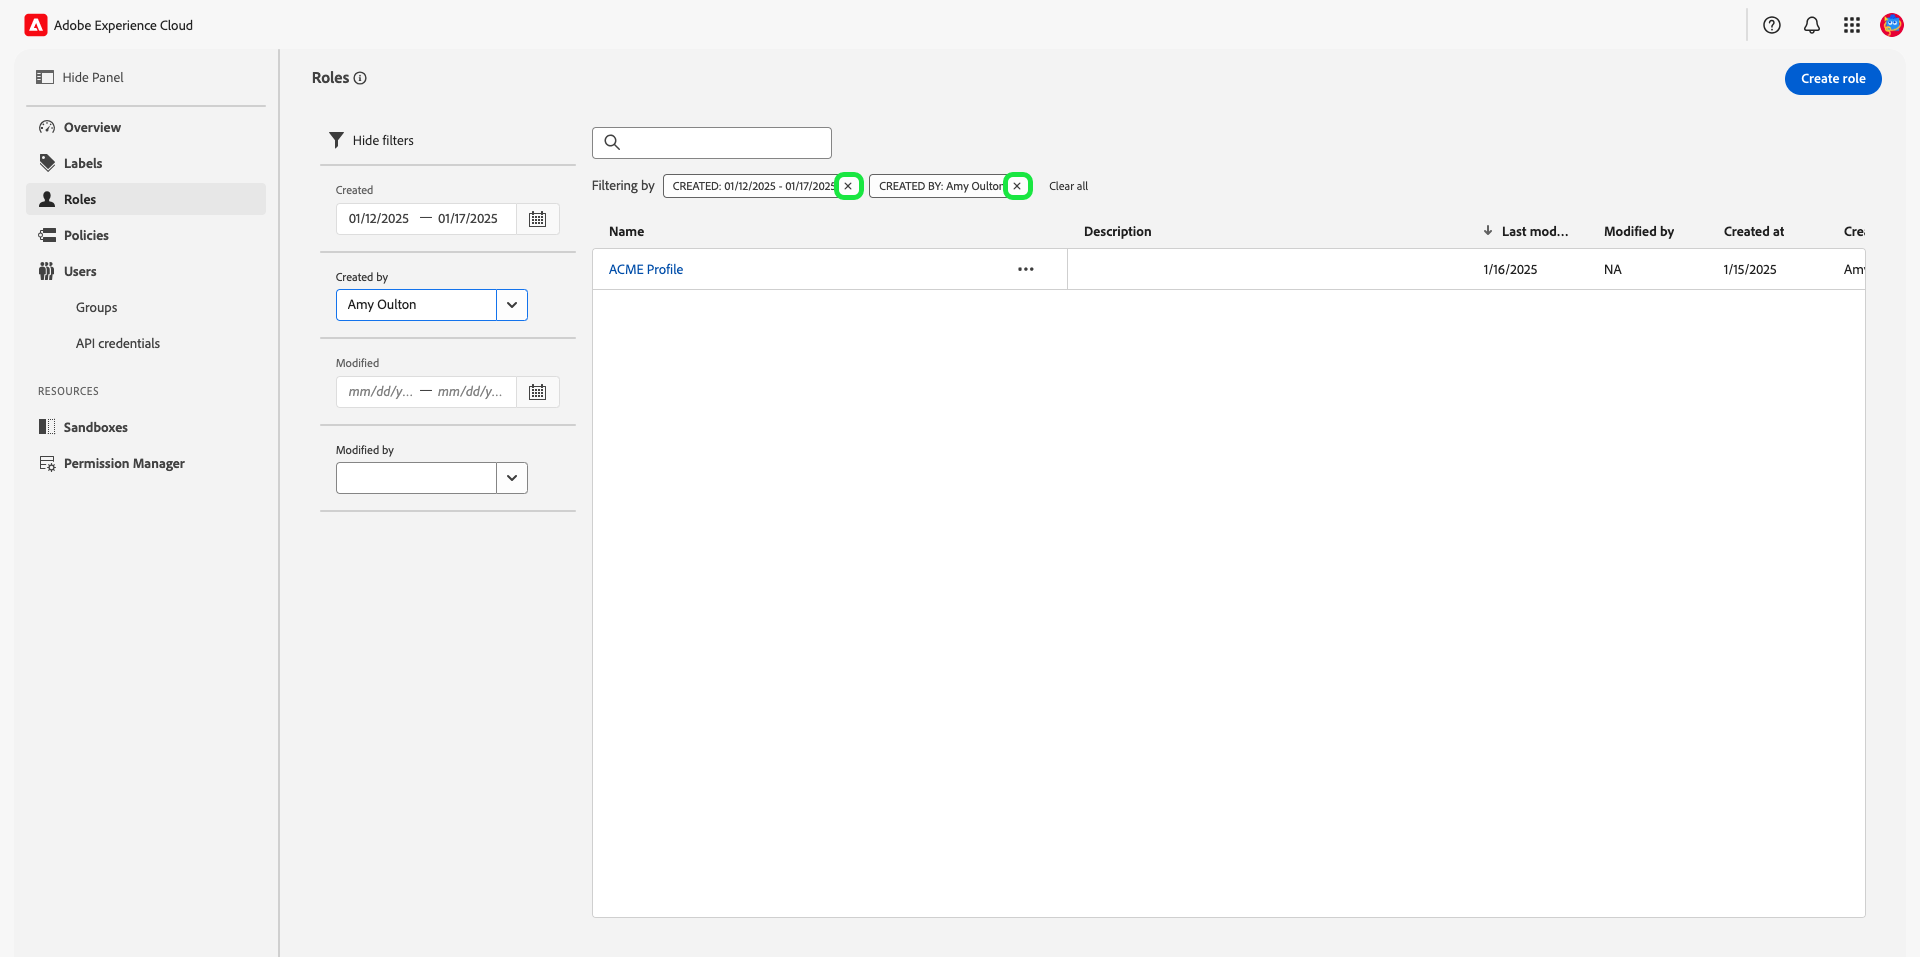 Adobe Experience Cloud
Hide Panel
Overview
Labels
Roles
Policies
Users
Groups
API credentials
RESOURCES
Sandboxes
Permission Manager
Roles
Create role
Hide filters
Created
01/12/2025 — 01/17/2025
Created by
Amy Oulton
Modified
mm/dd/y... — mm/dd/y...
Modified by
Filtering by CREATED: 01/12/2025 - 01/17/2025 CREATED BY: Amy Oulton Clear all
Name Description Last mod... Modified by Created at Crea
ACME Profile ••• 1/16/2025 NA 1/15/2025 Amy